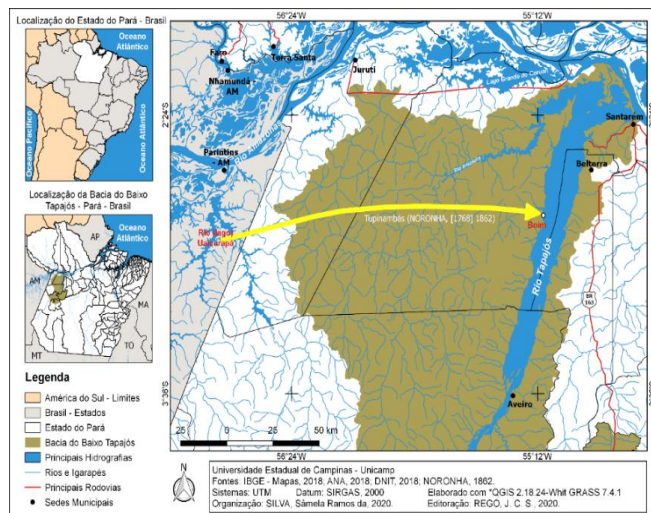 Localização do Estado do Pará - Brasil
Oceano
Atlântico
Oceano Pacífico
Oceano Atlântico
Localização da Bacia do Baixo
Tapajós - Pará - Brasil
Oceano
Atlântico
AP
AM
MA
MT
TO
Legenda
América do Sul - Limites
Brasil - Estados
Estado do Pará
Bacia do Baixo Tapajós
Principais Hidrografias
Rios e Igarapés
Principais Rodovias
Sedes Municipais
56°24'
55°12'
2°24'
2°24'
Faro
Terra Santa
Nhamundá -
AM
Juruti
Santarém
Parintins - AM
Rio Amazonas
Belterra
Tupinambás (NORONHA, [1768] 1862)
Boim
Rio Tapajós
BR
163
3°36'
Aveiro
25 0 25 50 km
56°24'
55°12'
N
Universidade Estadual de Campinas - Unicamp
Fontes: IBGE - Mapas, 2018; ANA, 2018; DNIT, 2018; NORONHA, 1862.
Sistemas: UTM Datum: SIRGAS, 2000 Elaborado com "QGIS 2.18.24-Whit GRASS 7.4.1
Organização: SILVA, Sâmela Ramos da, 2020. Editoração: REGO, J. C. S., 2020.